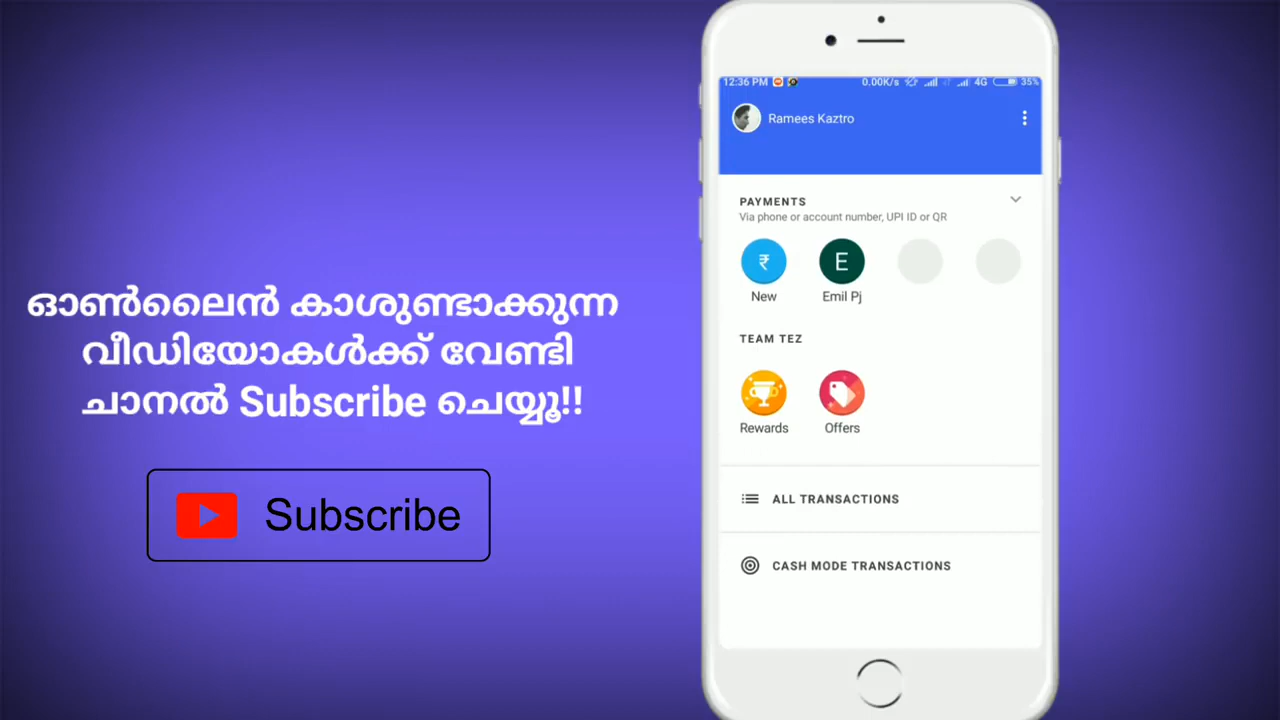 ഓൺലൈൻ കാശുണ്ടാക്കുന്ന
വീഡിയോകൾക്ക് വേണ്ടി
ചാനൽ Subscribe ചെയ്യൂ!!
Subscribe
12:36 PM 0.00K/s 4G 35%
Ramees Kaztro
PAYMENTS
Via phone or account number, UPI ID or QR
₹ E
New Emil Pj
TEAM TEZ
Rewards Offers
ALL TRANSACTIONS
CASH MODE TRANSACTIONS